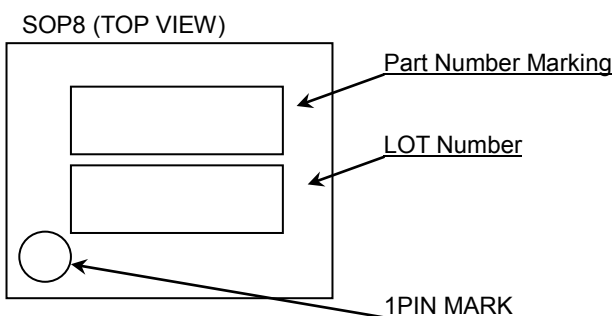 SOP8 (TOP VIEW)
Part Number Marking
LOT Number
1PIN MARK